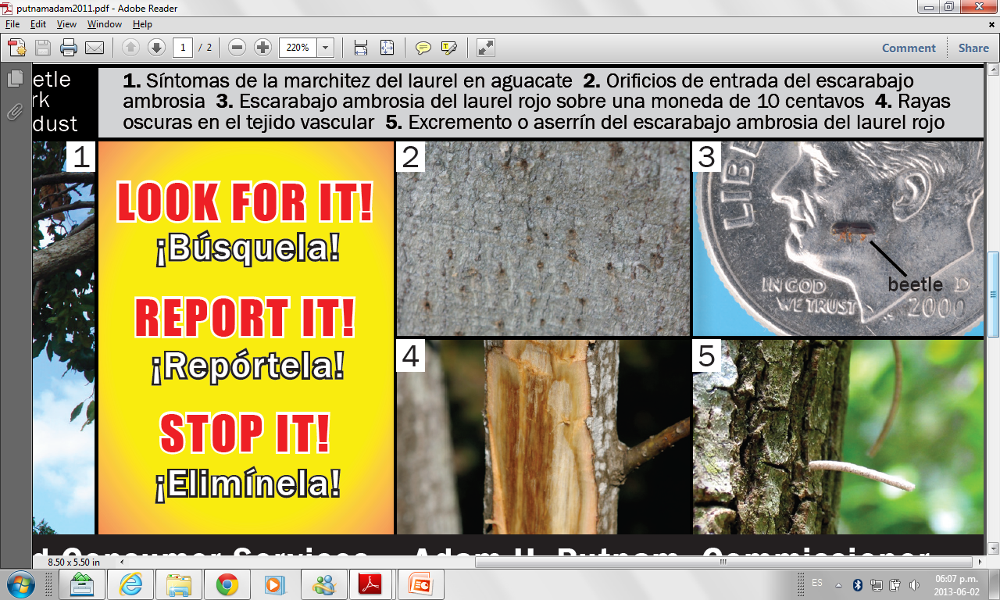 putnamadam2011.pdf - Adobe Reader
File Edit View Window Help
1 / 2 220% Comment Share
etle
rk
dust
1. Síntomas de la marchitez del laurel en aguacate 2. Orificios de entrada del escarabajo
ambrosia 3. Escarabajo ambrosia del laurel rojo sobre una moneda de 10 centavos 4. Rayas
oscuras en el tejido vascular 5. Excremento o aserrín del escarabajo ambrosia del laurel rojo
1
LOOK FOR IT!
¡Búsquela!
REPORT IT!
¡Repórtela!
STOP IT!
¡Elimínela!
2
3
LIBE
IN GOD
WE TRUST
beetle
D
2000
4
5
d Consumer Services Adam H. Putnam Commissioner
8.50 x 5.50 in
ES
06:07 p.m.
2013-06-02